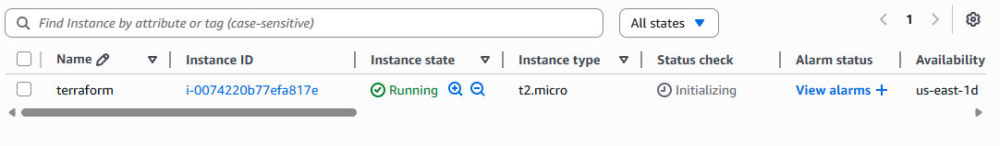 Find Instance by attribute or tag (case-sensitive) All states 1
Name Instance ID Instance state Instance type Status check Alarm status Availability
terraform i-0074220b77efa817e Running t2.micro Initializing View alarms + us-east-1d